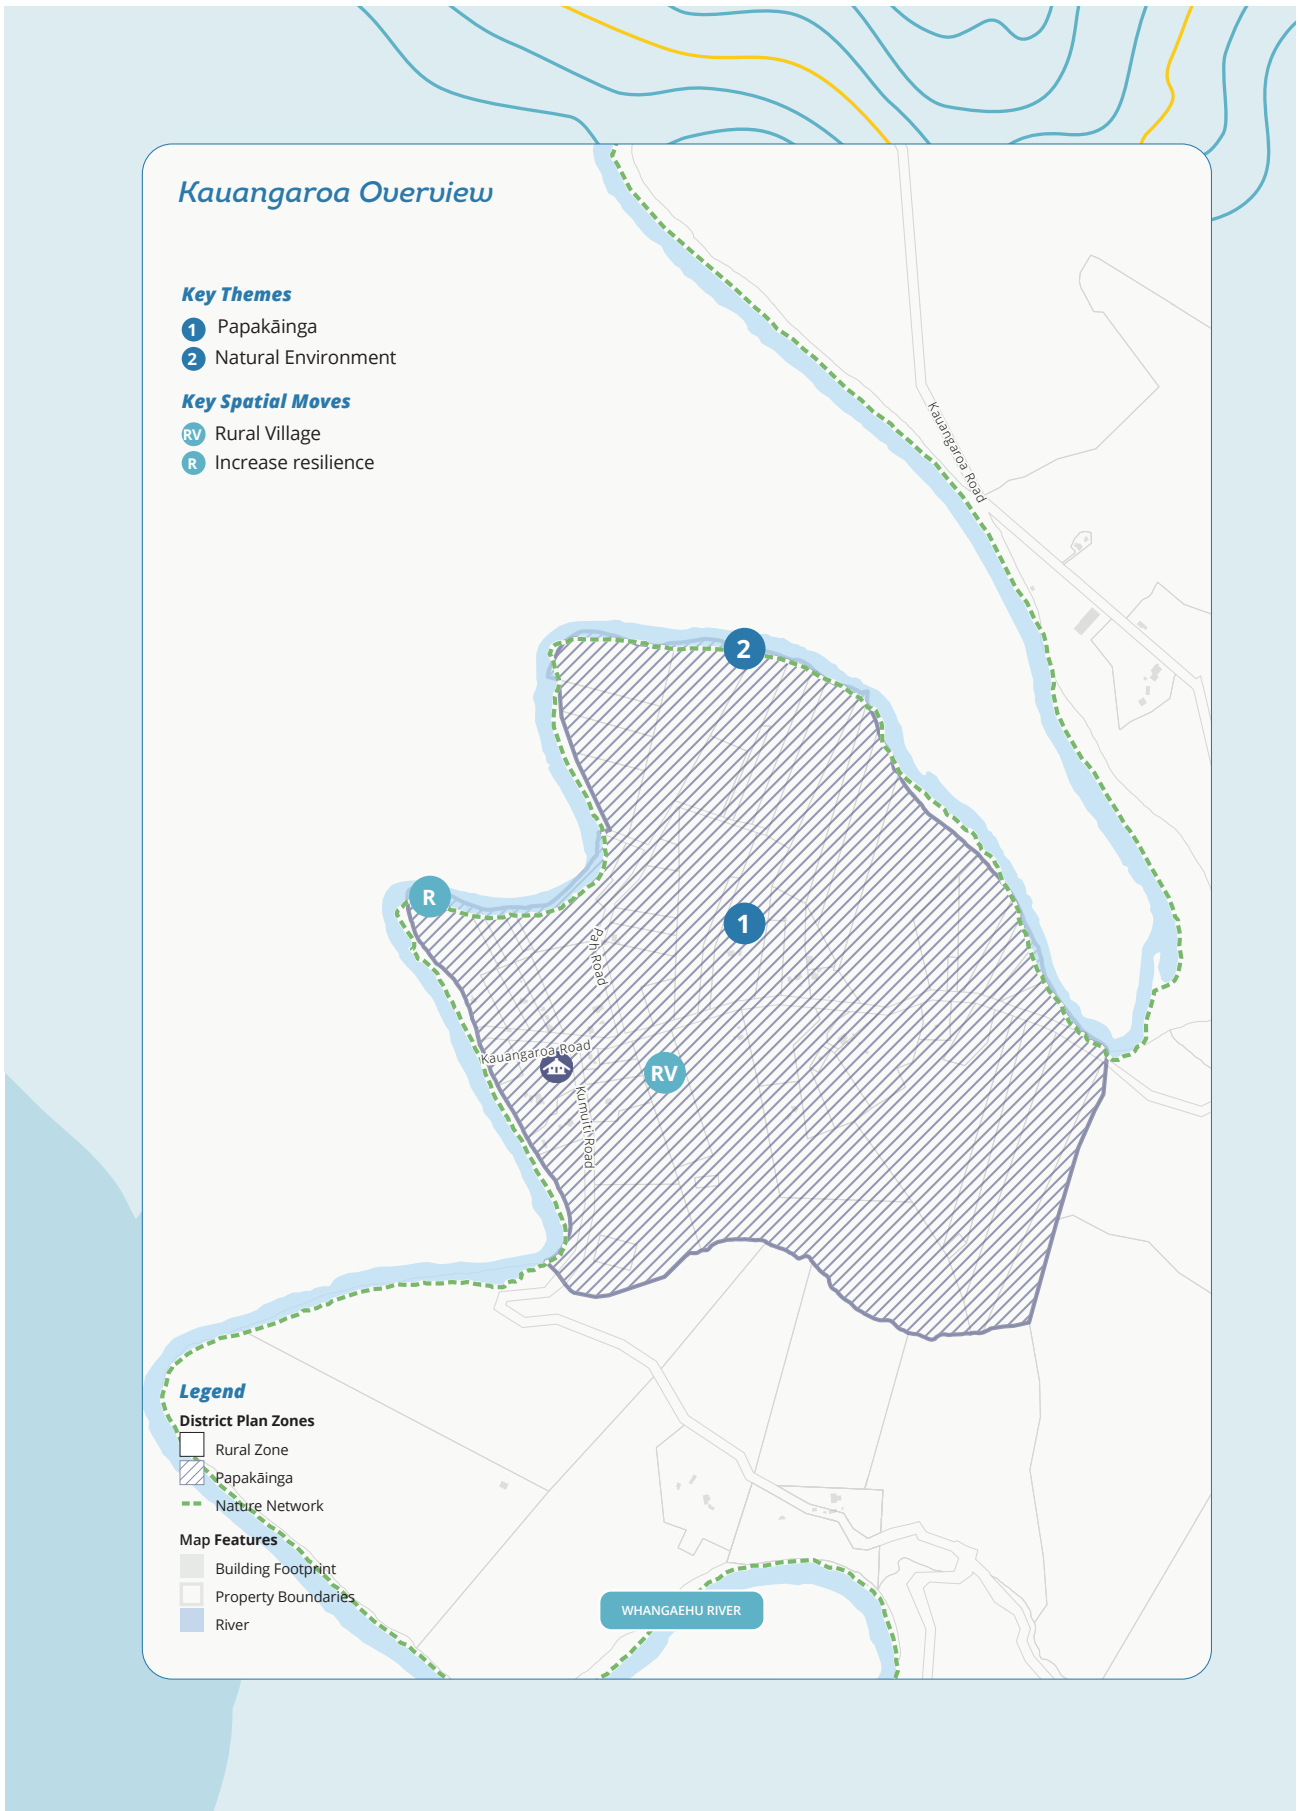 Kauangaroa Overview
Key Themes
1 Papakāinga
2 Natural Environment
Key Spatial Moves
RV Rural Village
R Increase resilience
Kauangaroa Road
2
R
1
Pah Road
Kauangaroa Road
RV
Kumuiti Road
Legend
District Plan Zones
Rural Zone
Papakāinga
Nature Network
Map Features
Building Footprint
Property Boundaries
River
WHANGAEHU RIVER